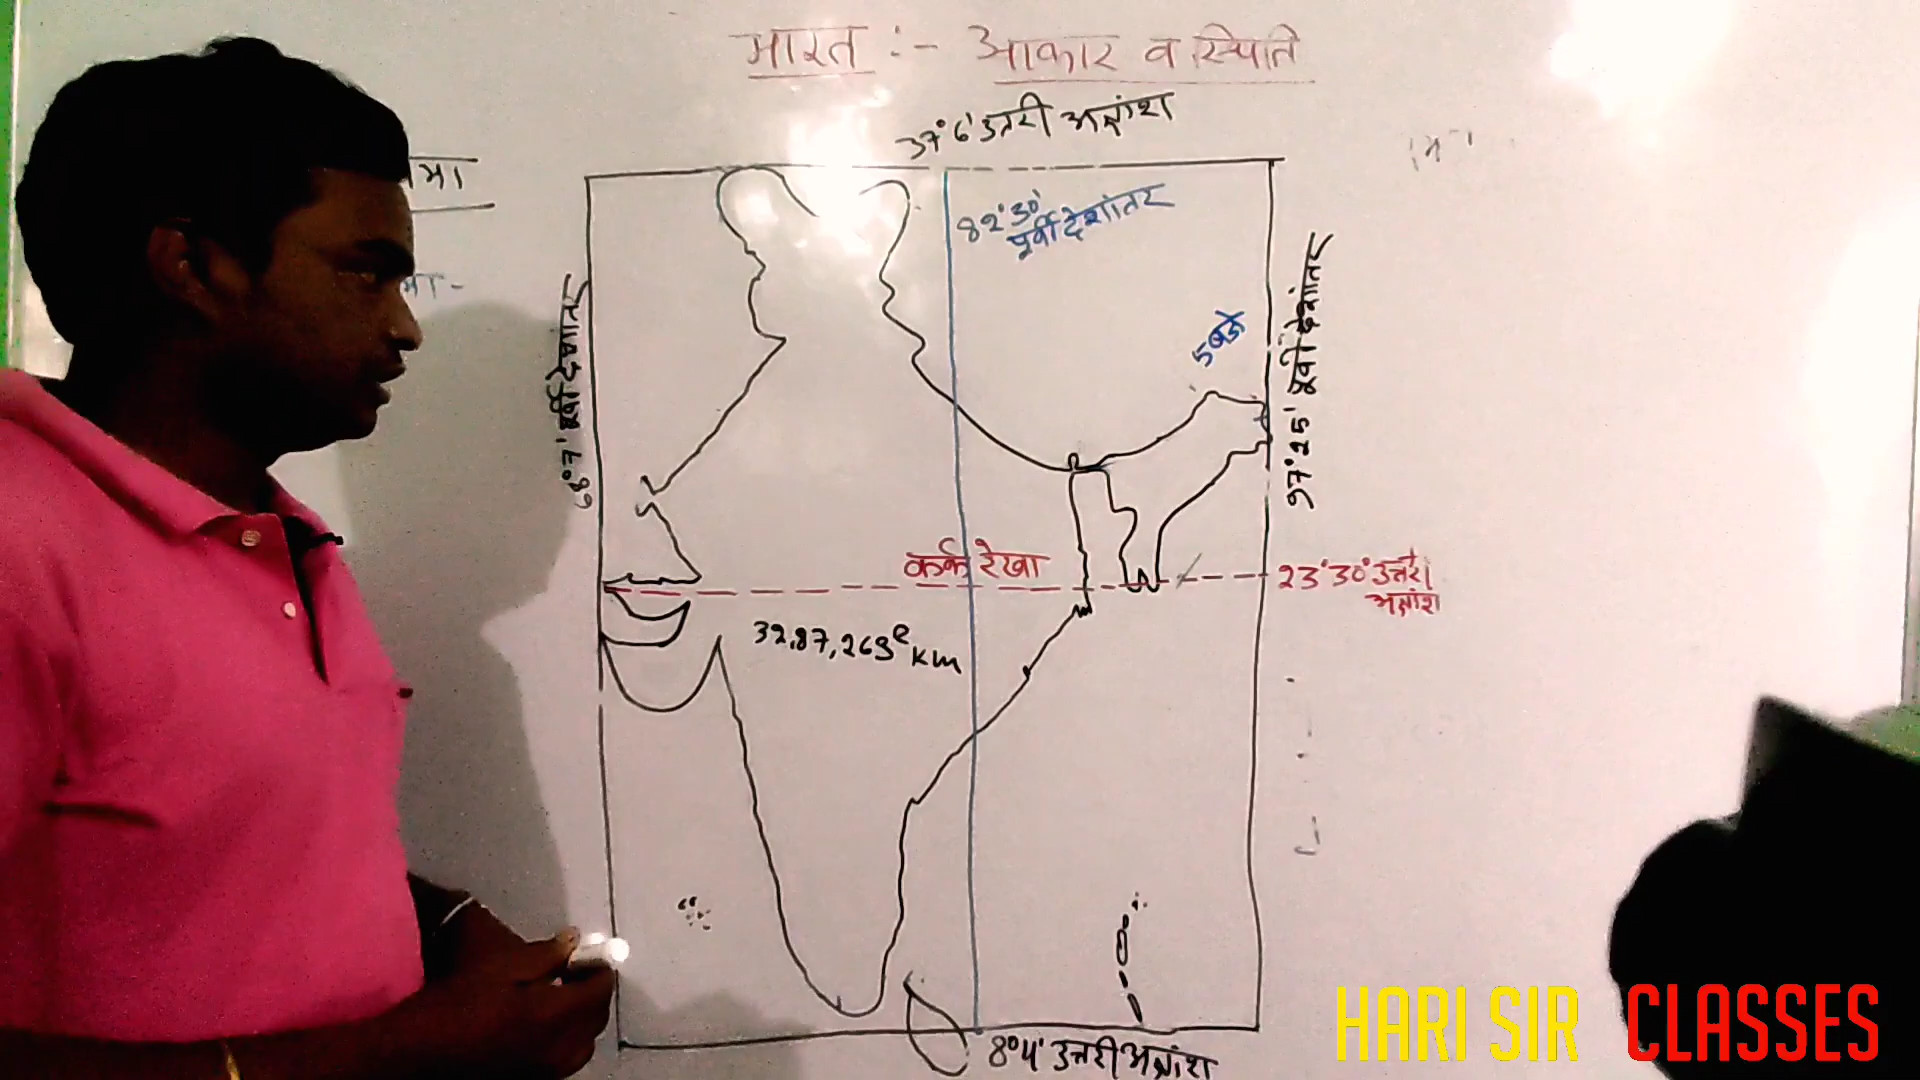 भारत :- आकार व स्थिति
37°6' उत्तरी अक्षांश
मा
मा-
82°30'
पूर्वी देशांतर
5 बजे
68°7' पूर्वी देशांतर
97°25' पूर्वी देशांतर
कर्क रेखा
23°30° उत्तरी
अक्षांश
32,87,263 km
8°4' उत्तरी अक्षांश
HARI SIR CLASSES